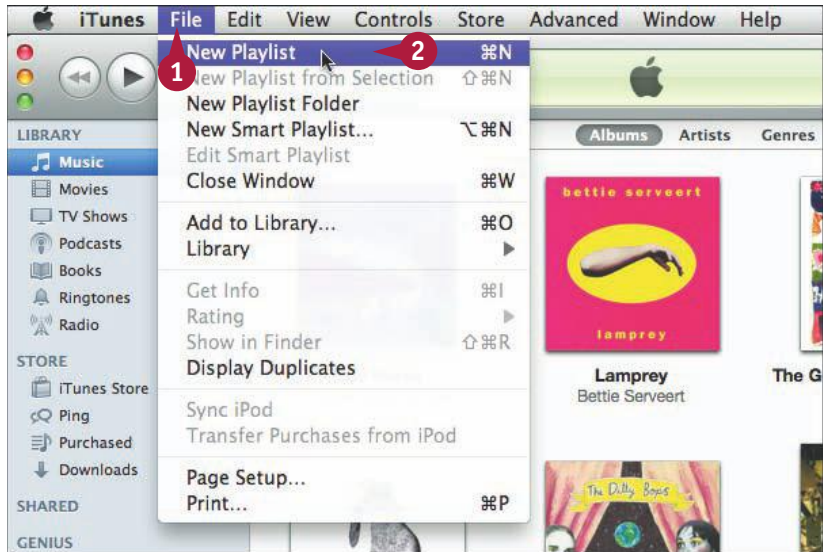 iTunes File Edit View Controls Store Advanced Window Help
1
2
New Playlist ⌘N
New Playlist from Selection ⇧⌘N
New Playlist Folder
New Smart Playlist... ⌥⌘N
Edit Smart Playlist
Close Window ⌘W
Add to Library... ⌘O
Library
Get Info ⌘I
Rating
Show in Finder ⇧⌘R
Display Duplicates
Sync iPod
Transfer Purchases from iPod
Page Setup...
Print... ⌘P
LIBRARY
Music
Movies
TV Shows
Podcasts
Books
Ringtones
Radio
STORE
iTunes Store
Ping
Purchased
Downloads
SHARED
GENIUS
Albums Artists Genres
bettie serveert
lamprey
Lamprey
Bettie Serveert
The G
The Ditty Bops